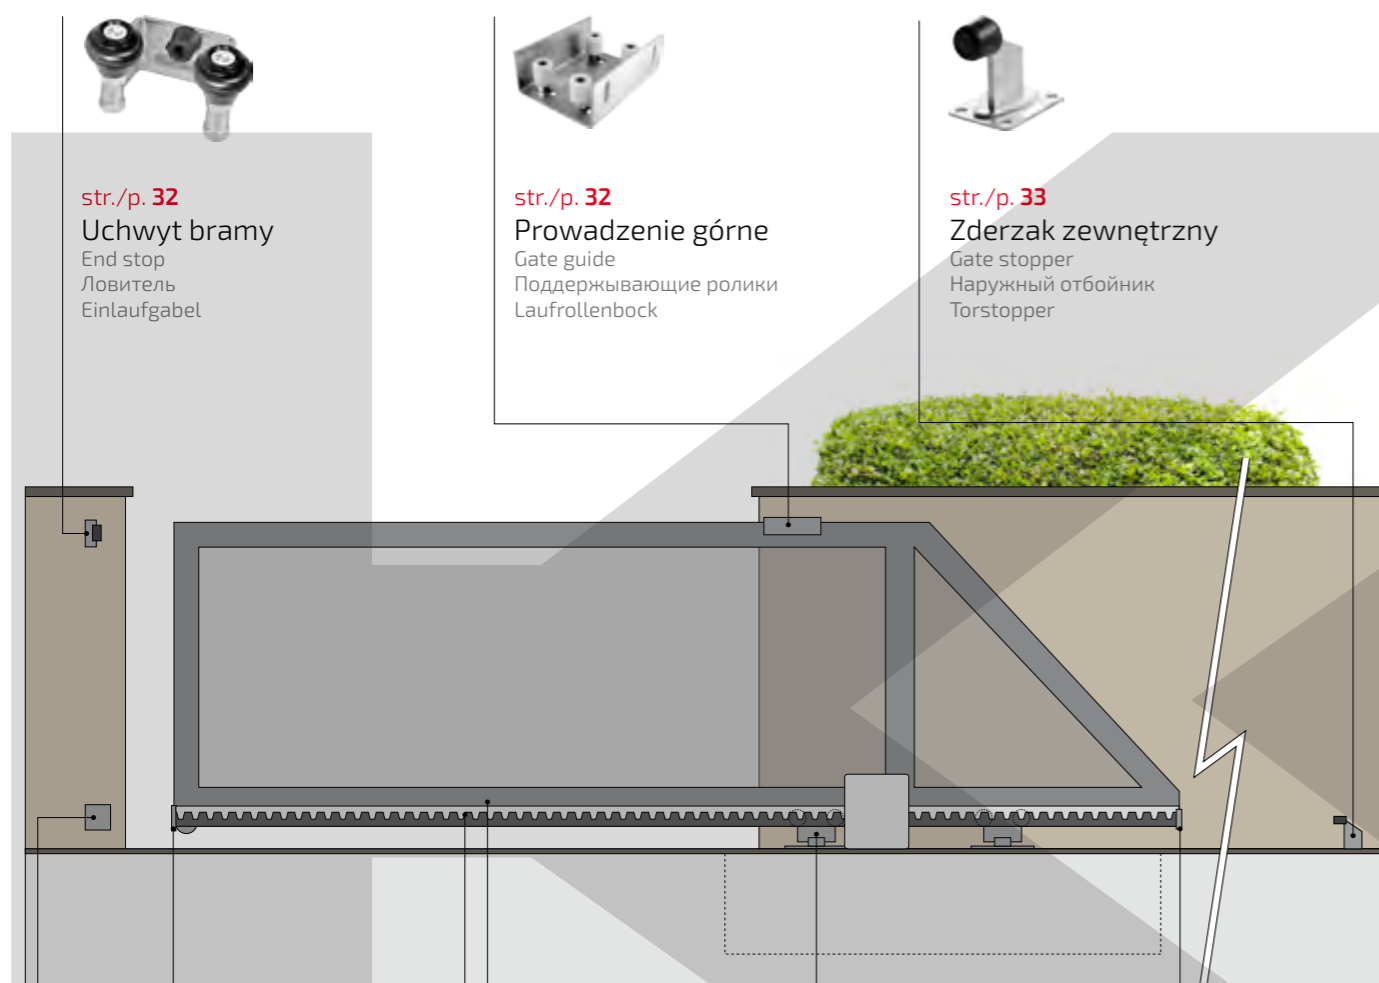 str./p. 32
Uchwyt bramy
End stop
Ловитель
Einlaufgabel
str./p. 32
Prowadzenie górne
Gate guide
Поддержывающие ролики
Laufrollenbock
str./p. 33
Zderzak zewnętrzny
Gate stopper
Наружный отбойник
Torstopper